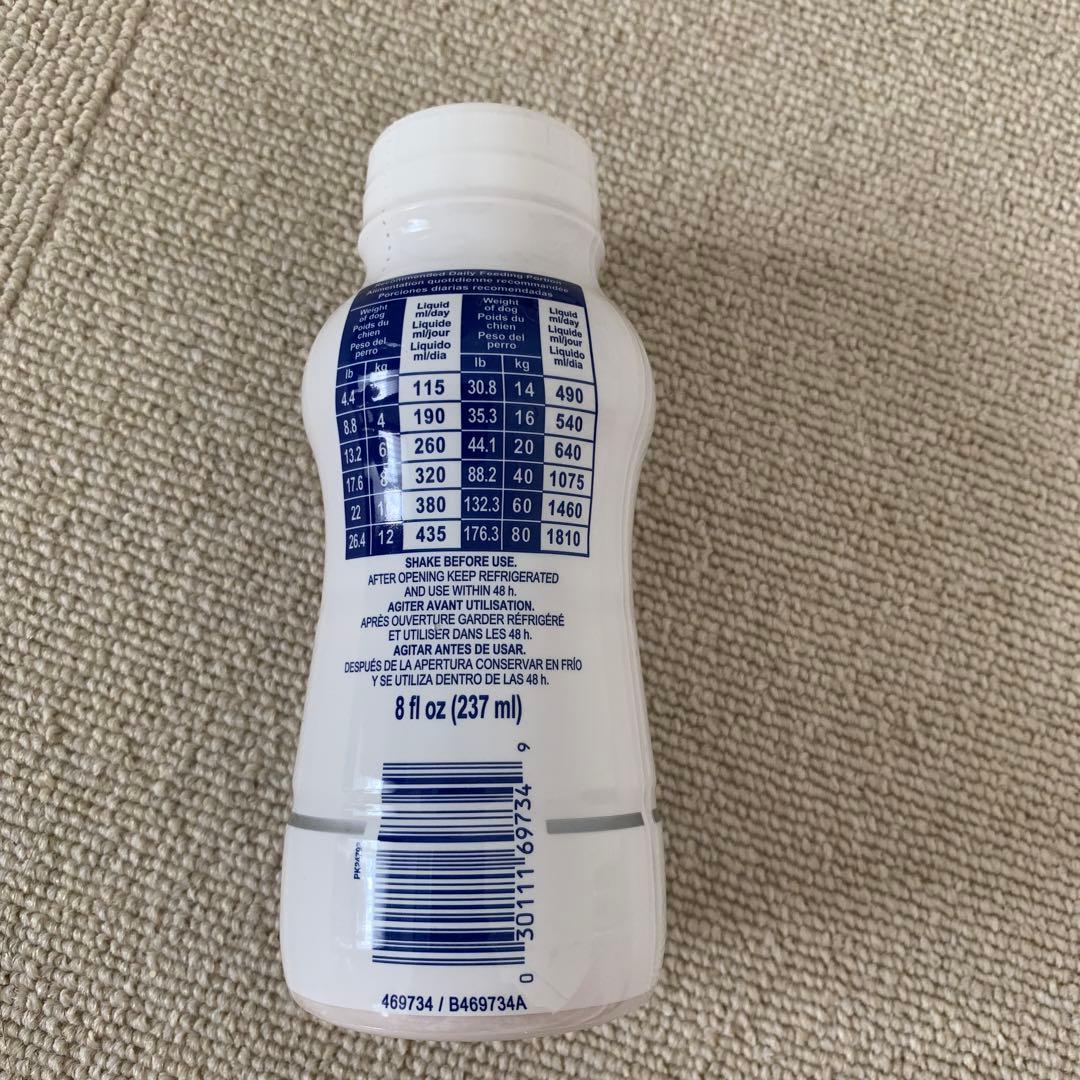 Recommended Daily Feeding Portion
Alimentation quotidienne recommandée
Porciones diarias recomendadas
Weight of dog Poids du chien Peso del perro Liquid ml/day Liquide ml/jour Liquido ml/dia Weight of dog Poids du chien Peso del perro Liquid ml/day Liquide ml/jour Liquido ml/dia
lb kg lb kg
4.4 115 30.8 14 490
8.8 4 190 35.3 16 540
13.2 6 260 44.1 20 640
17.6 8 320 88.2 40 1075
22 380 132.3 60 1460
26.4 12 435 176.3 80 1810
SHAKE BEFORE USE.
AFTER OPENING KEEP REFRIGERATED
AND USE WITHIN 48 h.
AGITER AVANT UTILISATION.
APRÈS OUVERTURE GARDER RÉFRIGÉRÉ
ET UTILISER DANS LES 48 h.
AGITAR ANTES DE USAR.
DESPUÉS DE LA APERTURA CONSERVAR EN FRÍO
Y SE UTILIZA DENTRO DE LAS 48 h.
8 fl oz (237 ml)
0 30111 69734 9
469734 / B469734A